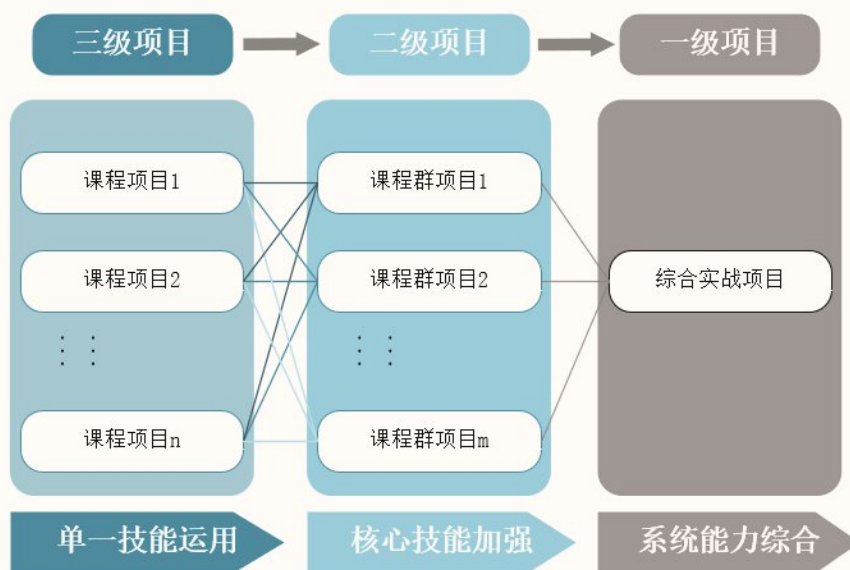 三级项目
二级项目
一级项目
课程项目1
课程群项目1
课程项目2
课程群项目2
综合实战项目
课程项目n
课程群项目m
单一技能运用
核心技能加强
系统能力综合